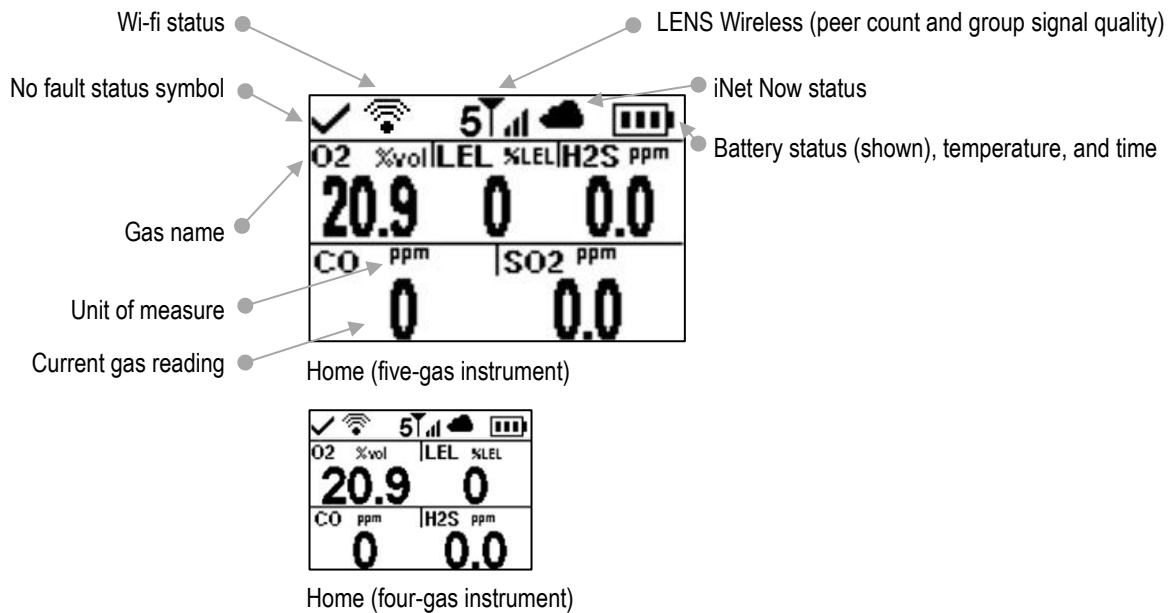 Wi-fi status
LENS Wireless (peer count and group signal quality)
No fault status symbol
iNet Now status
5
Battery status (shown), temperature, and time
O2 %vol LEL %LEL H2S ppm
20.9 0 0.0
Gas name
CO ppm SO2 ppm
Unit of measure
0 0.0
Current gas reading
Home (five-gas instrument)
5
O2 %vol LEL %LEL
20.9 0
CO ppm H2S ppm
0 0.0
Home (four-gas instrument)